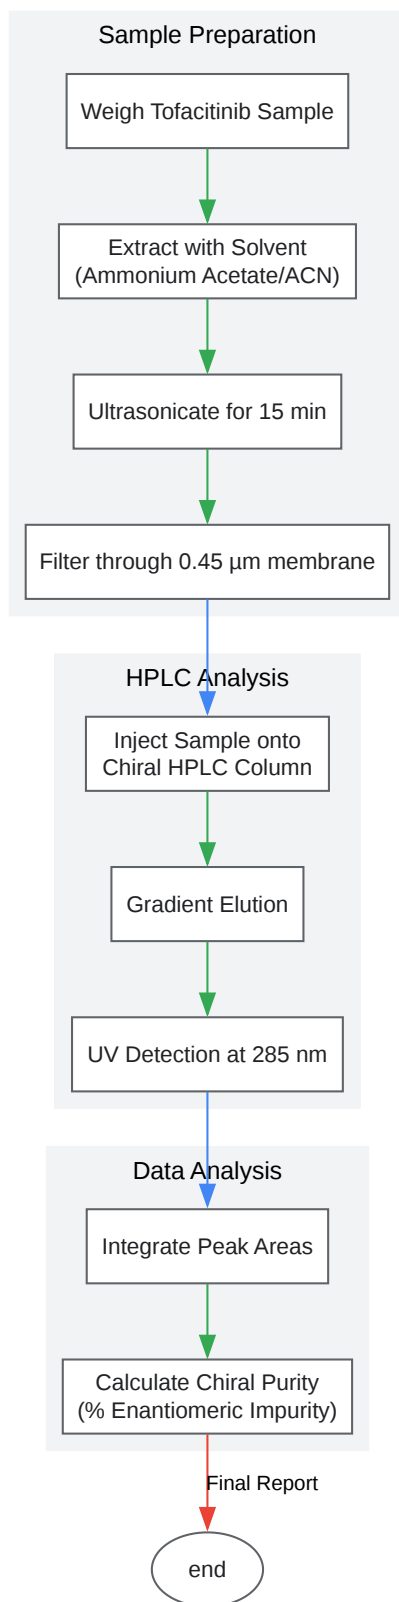 Sample Preparation
Weigh Tofacitinib Sample
Extract with Solvent
(Ammonium Acetate/ACN)
Ultrasonicate for 15 min
Filter through 0.45 µm membrane
HPLC Analysis
Inject Sample onto
Chiral HPLC Column
Gradient Elution
UV Detection at 285 nm
Data Analysis
Integrate Peak Areas
Calculate Chiral Purity
(% Enantiomeric Impurity)
Final Report
end